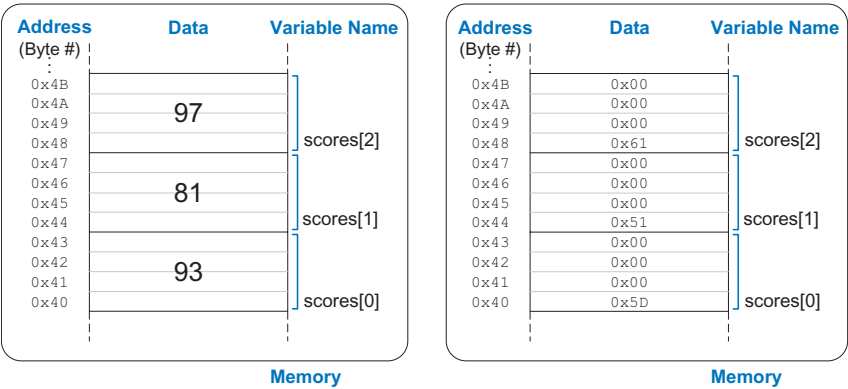 Address Data Variable Name
(Byte #)
0x4B
0x4A
0x49
0x48
97
scores[2]
0x47
0x46
0x45
0x44
81
scores[1]
0x43
0x42
0x41
0x40
93
scores[0]
Memory
Address Data Variable Name
(Byte #)
0x4B 0x00
0x4A 0x00
0x49 0x00
0x48 0x61
scores[2]
0x47 0x00
0x46 0x00
0x45 0x00
0x44 0x51
scores[1]
0x43 0x00
0x42 0x00
0x41 0x00
0x40 0x5D
scores[0]
Memory